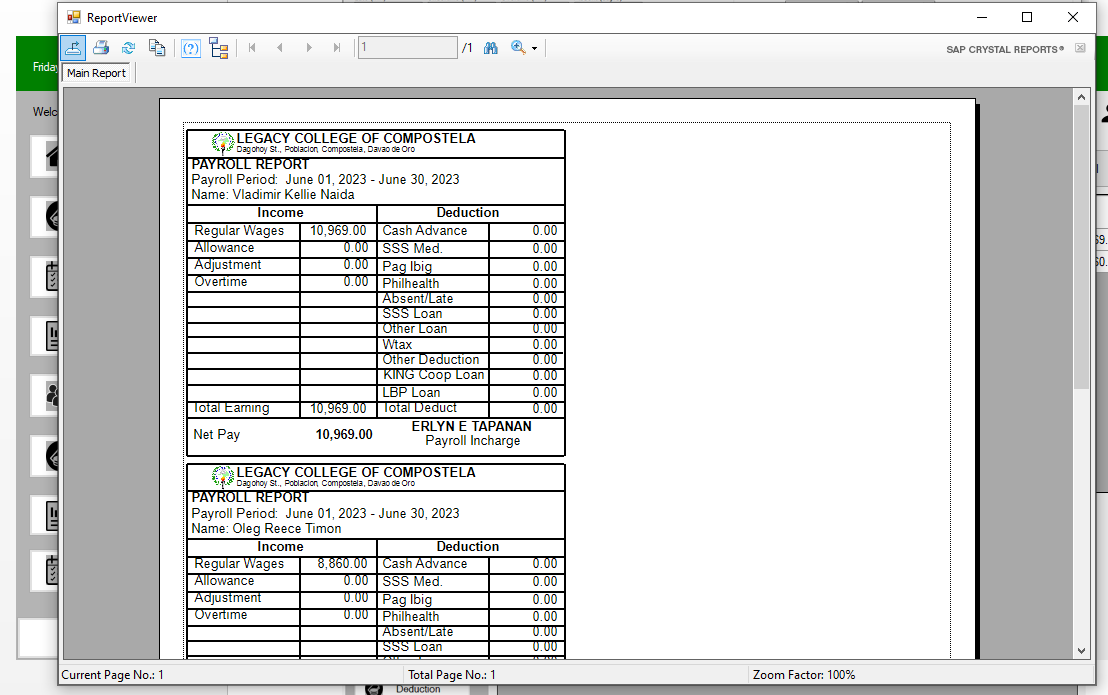 ReportViewer
1 /1 SAP CRYSTAL REPORTS®
Main Report
Friday
Welc
LEGACY COLLEGE OF COMPOSTELA
Dagohoy St., Poblacion, Compostela, Davao de Oro
PAYROLL REPORT
Payroll Period: June 01, 2023 - June 30, 2023
Name: Vladimir Kellie Naida
Income Deduction
Regular Wages 10,969.00 Cash Advance 0.00
Allowance 0.00 SSS Med. 0.00
Adjustment 0.00 Pag Ibig 0.00
Overtime 0.00 Philhealth 0.00
Absent/Late 0.00
SSS Loan 0.00
Other Loan 0.00
Wtax 0.00
Other Deduction 0.00
KING Coop Loan 0.00
LBP Loan 0.00
Total Earning 10,969.00 Total Deduct 0.00
Net Pay 10,969.00 ERLYN E TAPANAN
Payroll Incharge
LEGACY COLLEGE OF COMPOSTELA
Dagohoy St., Poblacion, Compostela, Davao de Oro
PAYROLL REPORT
Payroll Period: June 01, 2023 - June 30, 2023
Name: Oleg Reece Timon
Income Deduction
Regular Wages 8,860.00 Cash Advance 0.00
Allowance 0.00 SSS Med. 0.00
Adjustment 0.00 Pag Ibig 0.00
Overtime 0.00 Philhealth 0.00
Absent/Late 0.00
SSS Loan 0.00
Current Page No.: 1 Total Page No.: 1 Zoom Factor: 100%
Deduction